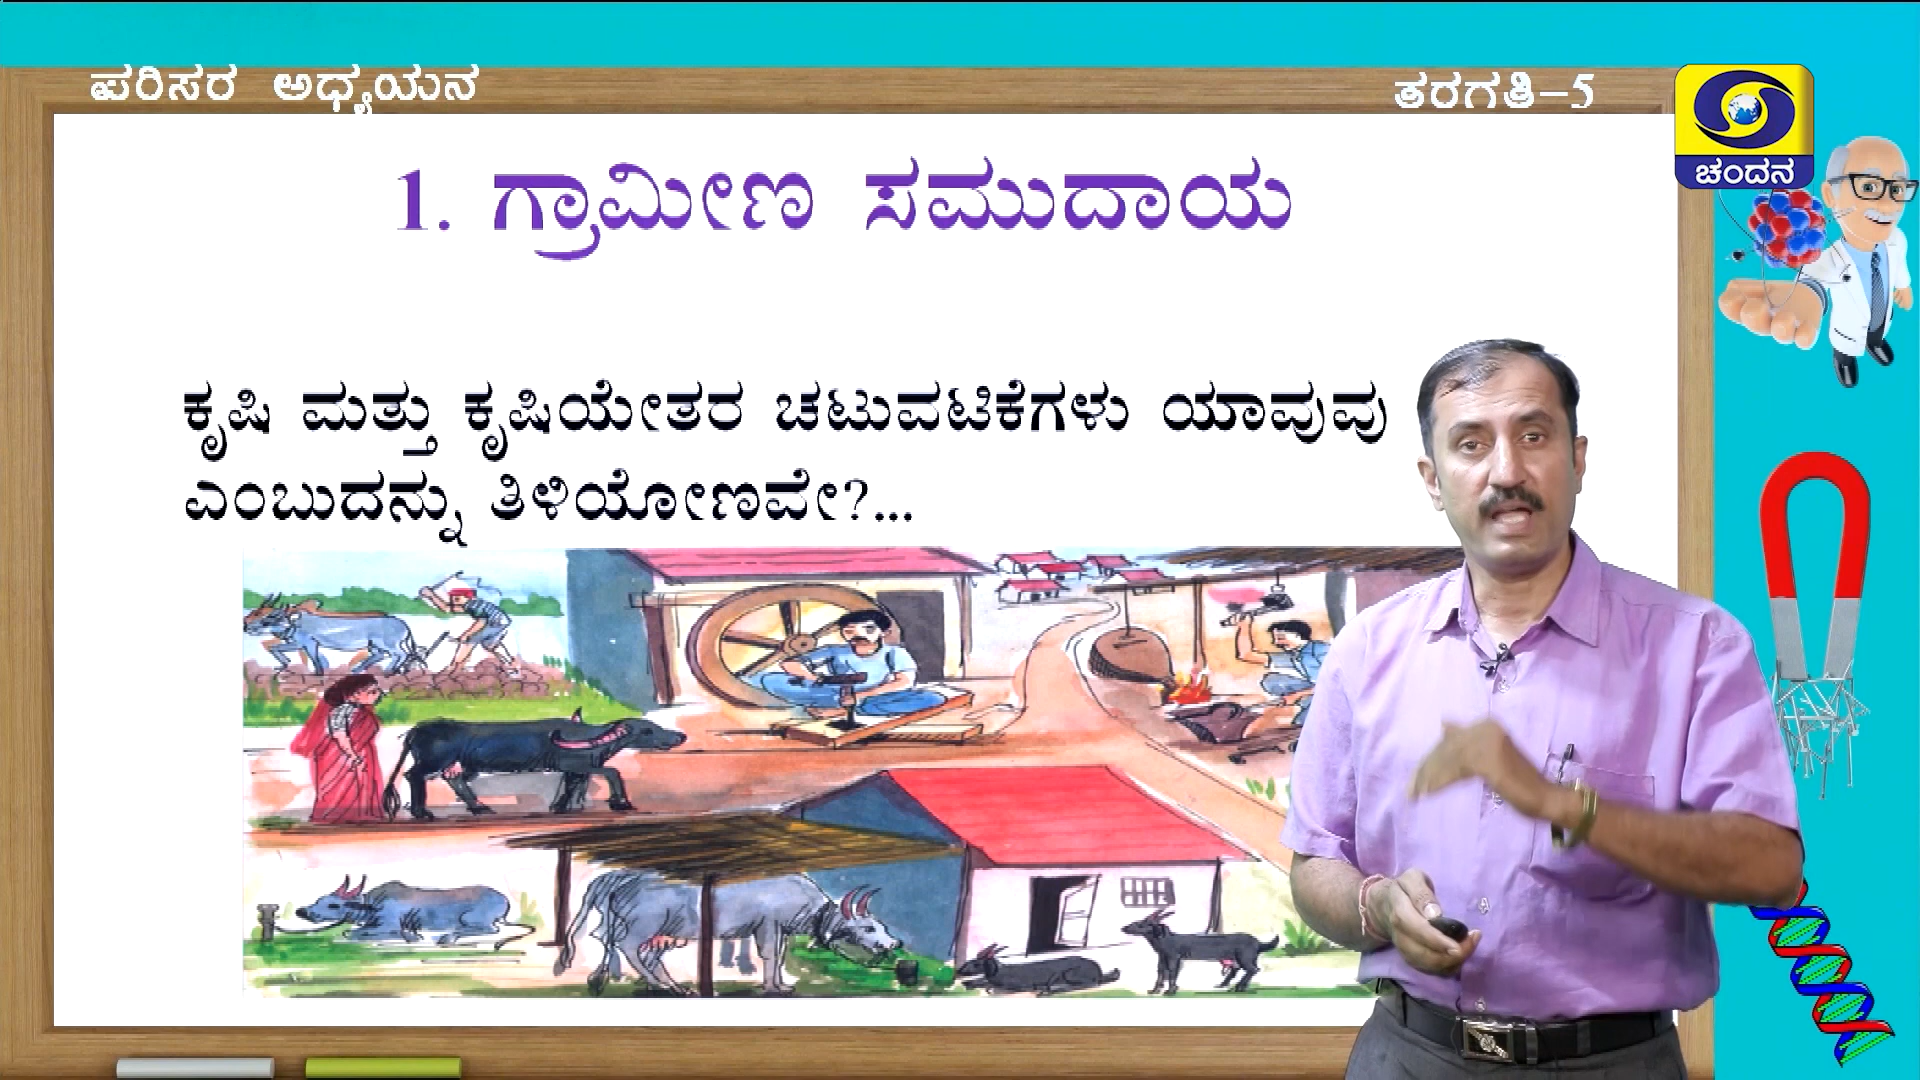 ಪರಿಸರ ಅಧ್ಯಯನ
ತರಗತಿ-5
ಚಂದನ
1. ಗ್ರಾಮೀಣ ಸಮುದಾಯ
ಕೃಷಿ ಮತ್ತು ಕೃಷಿಯೇತರ ಚಟುವಟಿಕೆಗಳು ಯಾವುವು
ಎಂಬುದನ್ನು ತಿಳಿಯೋಣವೇ?...